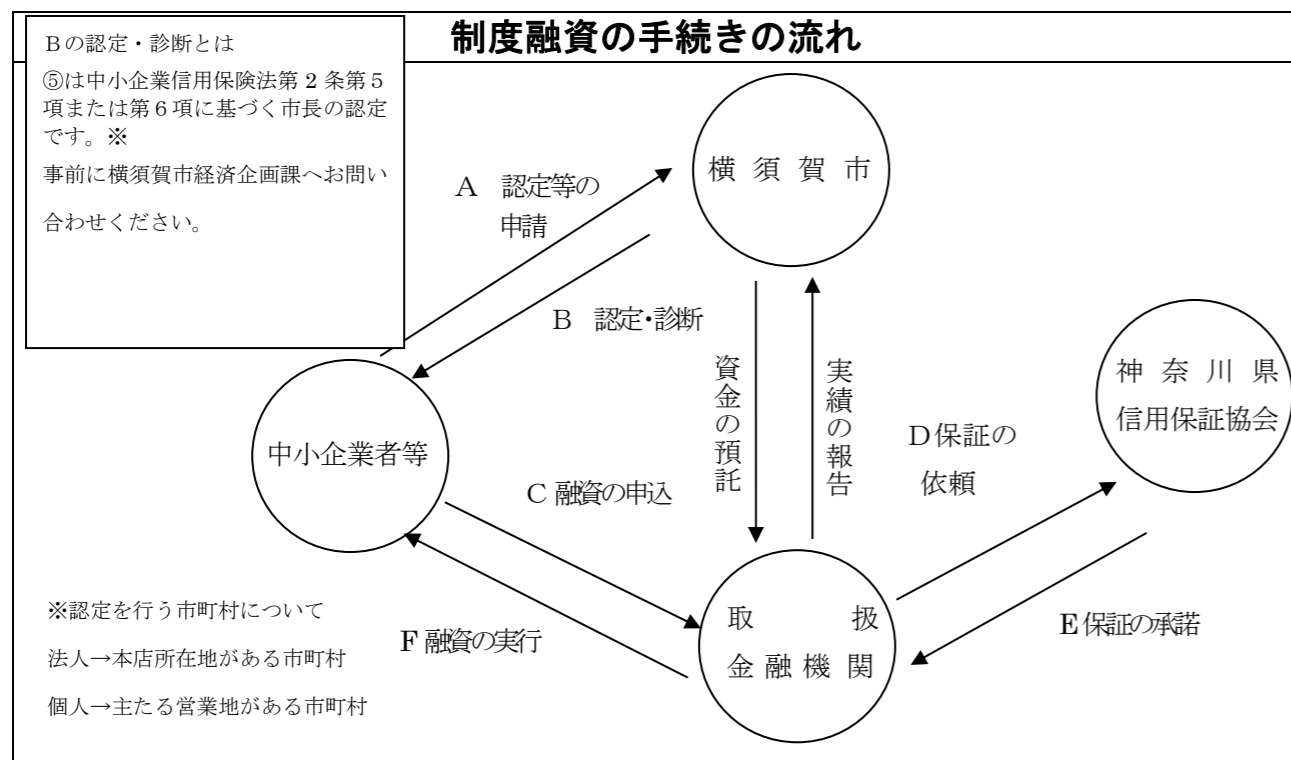 制度融資の手続きの流れ
Bの認定・診断とは
⑤は中小企業信用保険法第2条第5
項または第6項に基づく市長の認定
です。※
事前に横須賀市経済企画課へお問い
合わせください。
横須賀市
A 認定等の
申請
B 認定・診断
資金の預託
実績の報告
神奈川県
信用保証協会
中小企業者等
D保証の
依頼
C 融資の申込
取扱
金融機関
E保証の承諾
F 融資の実行
※認定を行う市町村について
法人→本店所在地がある市町村
個人→主たる営業地がある市町村